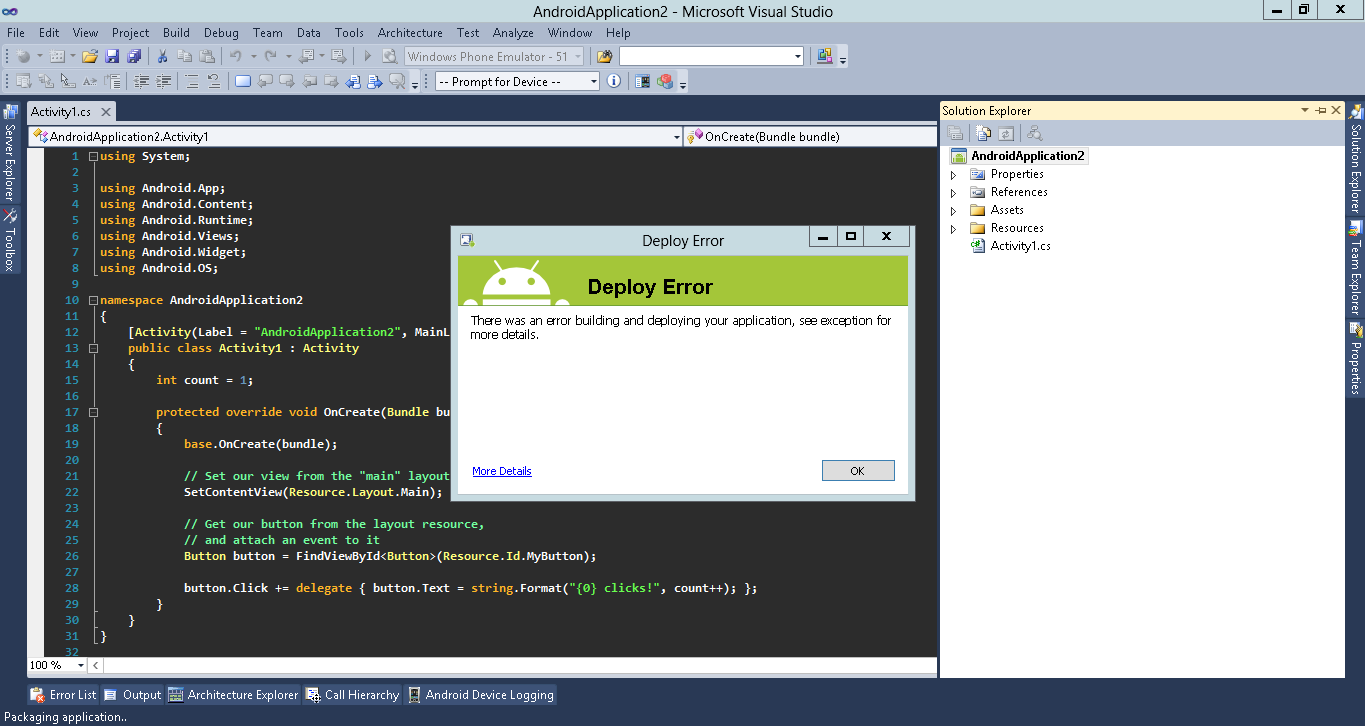 AndroidApplication2 - Microsoft Visual Studio
File Edit View Project Build Debug Team Data Tools Architecture Test Analyze Window Help
Windows Phone Emulator - 51
-- Prompt for Device --
Server Explorer
Toolbox
Activity1.cs
AndroidApplication2.Activity1
OnCreate(Bundle bundle)
1 using System;
2
3 using Android.App;
4 using Android.Content;
5 using Android.Runtime;
6 using Android.Views;
7 using Android.Widget;
8 using Android.OS;
9
10 namespace AndroidApplication2
11 {
12 [Activity(Label = "AndroidApplication2", MainL
13 public class Activity1 : Activity
14 {
15 int count = 1;
16
17 protected override void OnCreate(Bundle bu
18 {
19 base.OnCreate(bundle);
20
21 // Set our view from the "main" layout
22 SetContentView(Resource.Layout.Main);
23
24 // Get our button from the layout resource,
25 // and attach an event to it
26 Button button = FindViewById<Button>(Resource.Id.MyButton);
27
28 button.Click += delegate { button.Text = string.Format("{0} clicks!", count++); };
29 }
30 }
31 }
32
100 %
Deploy Error
Deploy Error
There was an error building and deploying your application, see exception for
more details.
More Details
OK
Solution Explorer
AndroidApplication2
Properties
References
Assets
Resources
Activity1.cs
Solution Explorer
Team Explorer
Properties
Error List Output Architecture Explorer Call Hierarchy Android Device Logging
Packaging application..